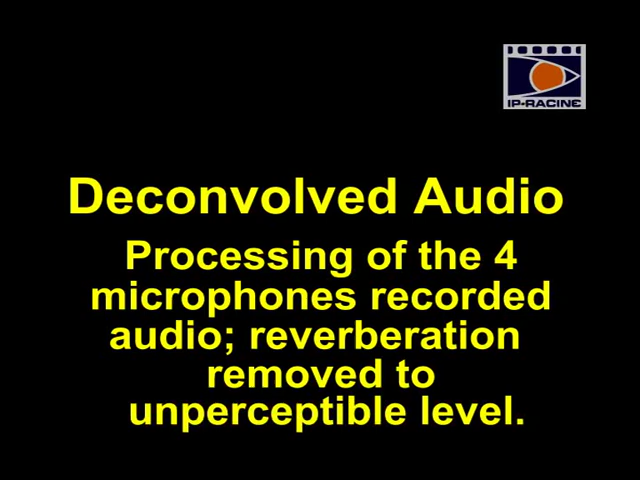 IP-RACINE
Deconvolved Audio
Processing of the 4
microphones recorded
audio; reverberation
removed to
unperceptible level.